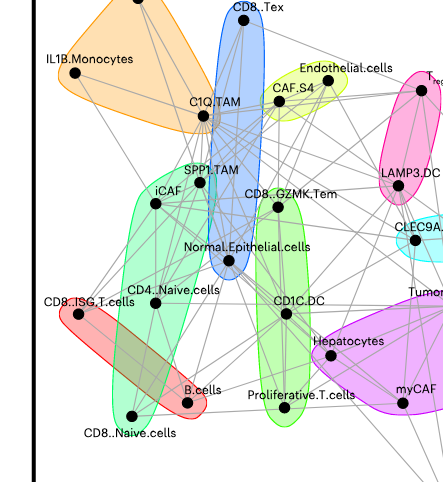 CD8..Tex
IL1B.Monocytes
Endothelial.cells
CAF.S4
C1Q.TAM
LAMP3.DC
SPP1.TAM
iCAF
CD8..GZMK.Tem
CLEC9A.
Normal.Epithelial.cells
CD4..Naive.cells
CD8..ISG.T.cells
CD1C.DC
Tumor
Hepatocytes
B.cells
Proliferative.T.cells
myCAF
CD8..Naive.cells